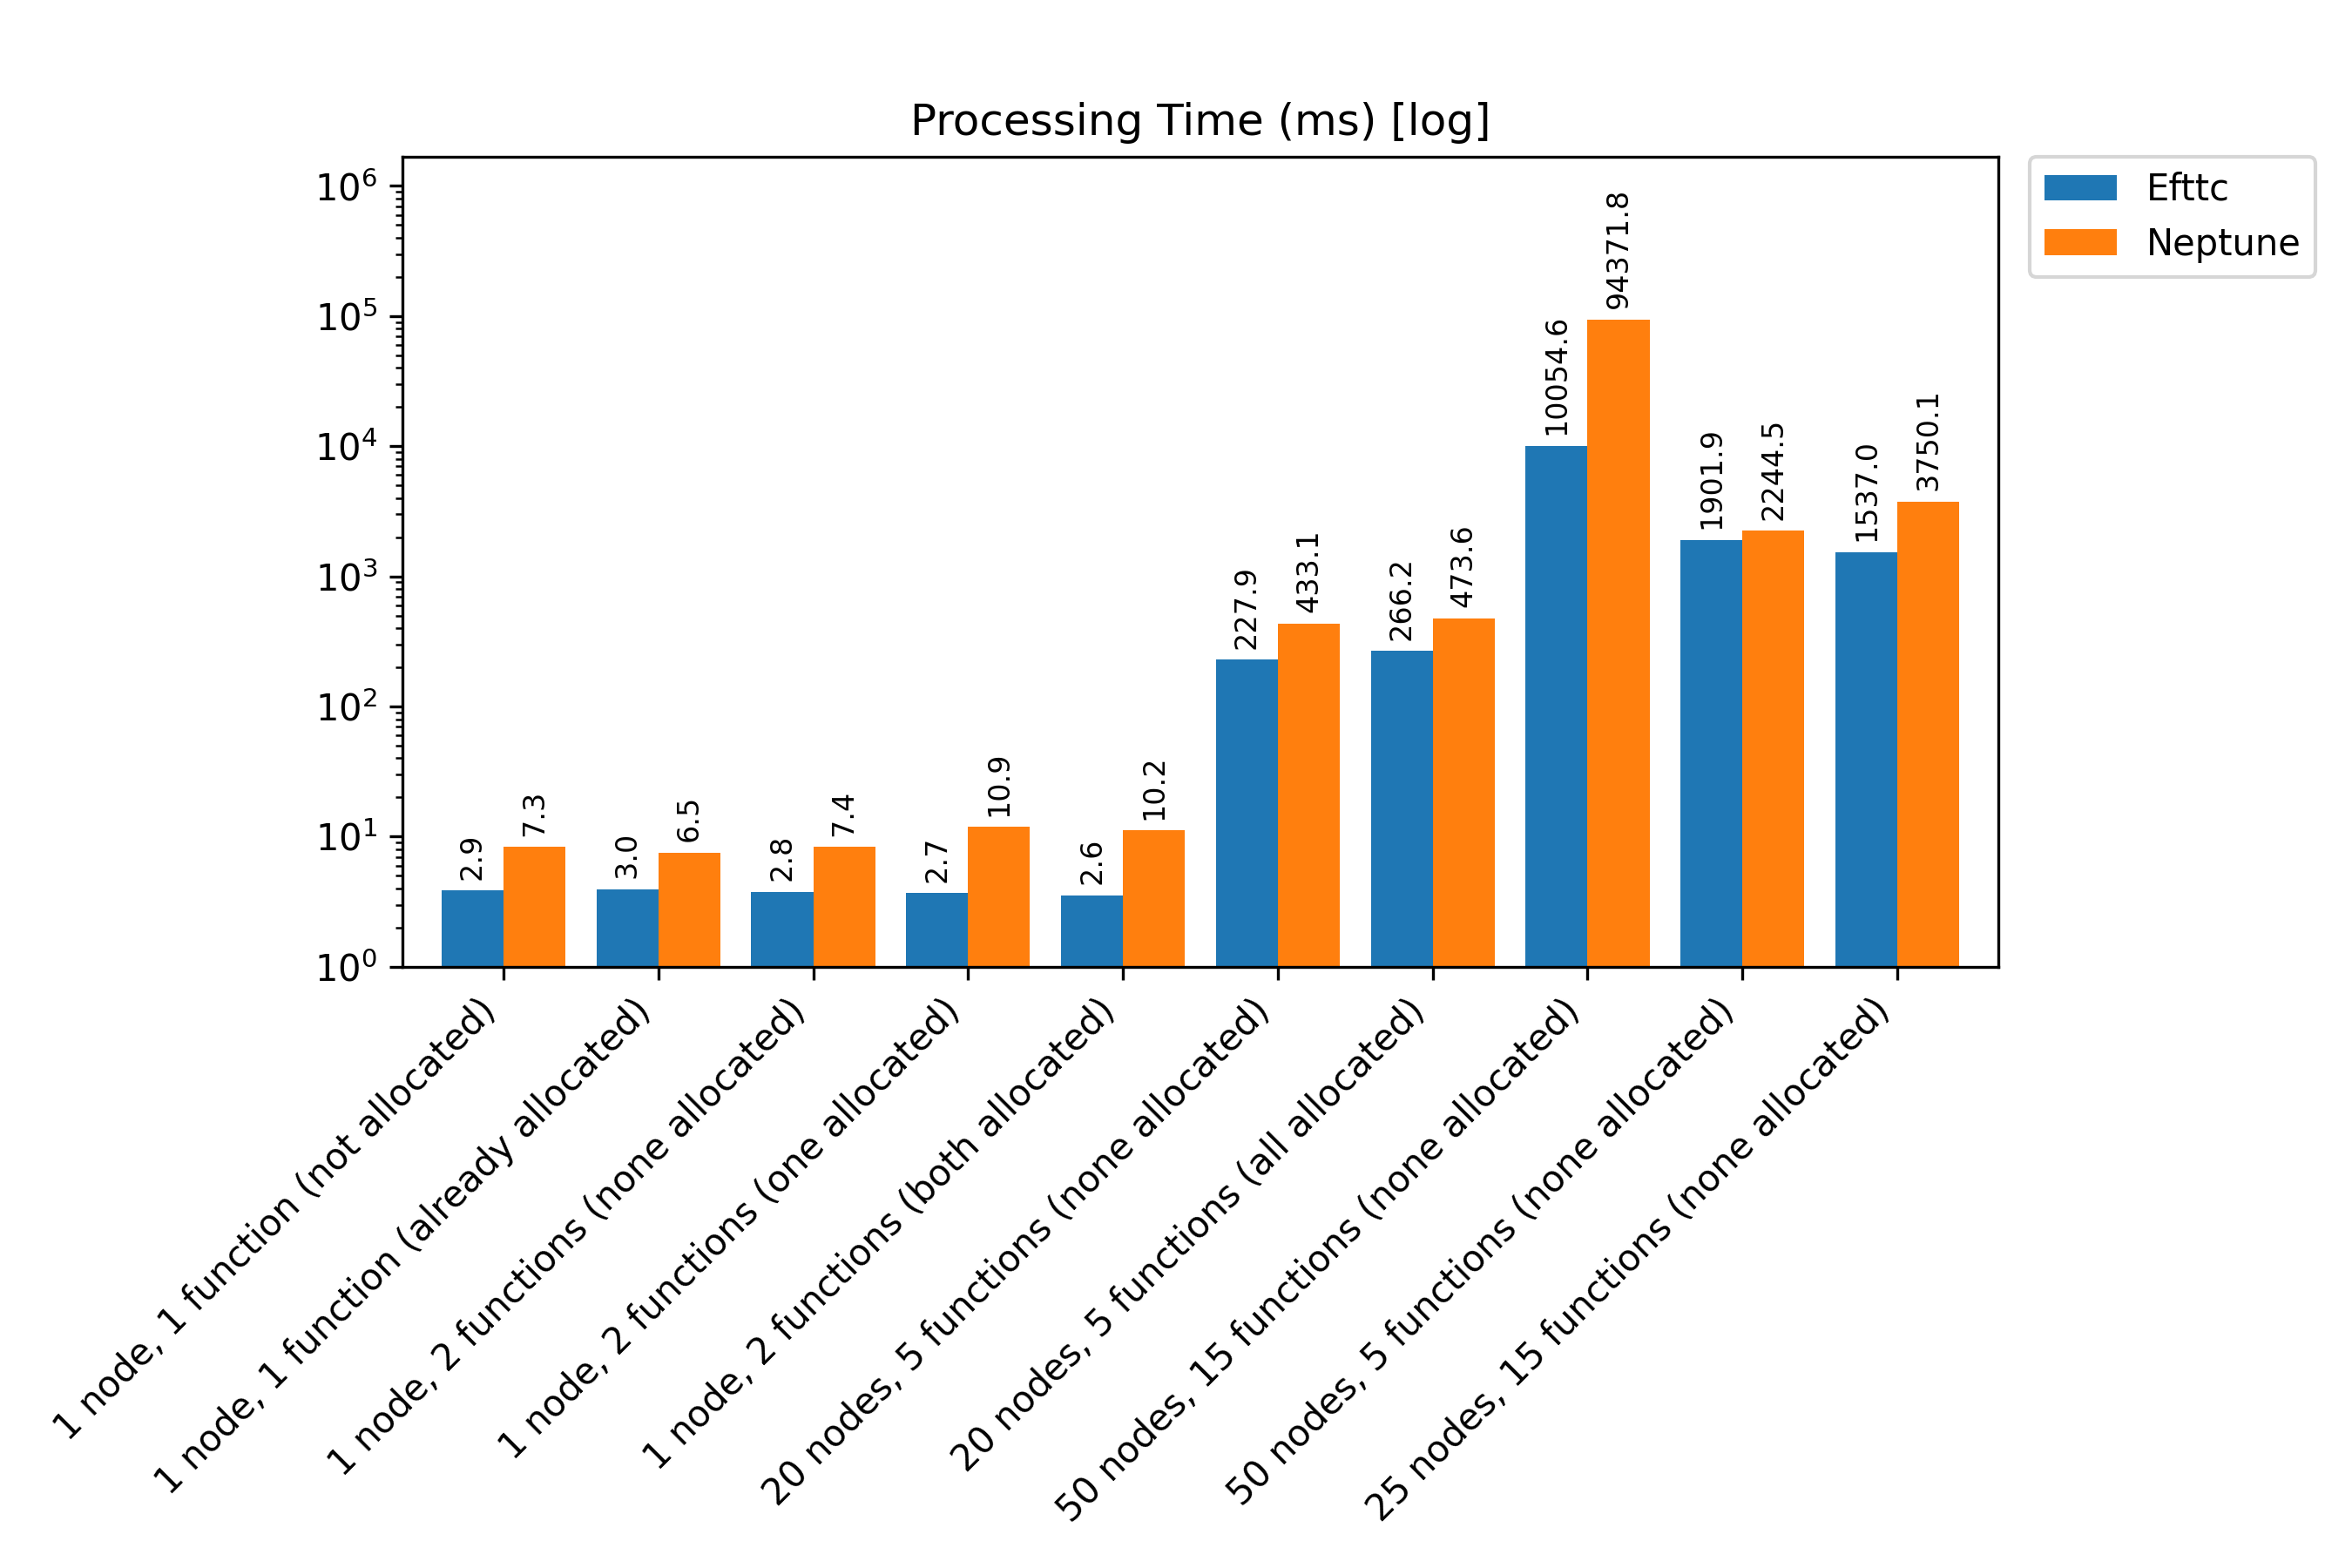 Processing Time (ms) [log]
10⁶
10⁵
10⁴
10³
10²
10¹
10⁰
2.9
7.3
3.0
6.5
2.8
7.4
2.7
10.9
2.6
10.2
227.9
433.1
266.2
473.6
10054.6
94371.8
1901.9
2244.5
1537.0
3750.1
1 node, 1 function (not allocated)
1 node, 1 function (already allocated)
1 node, 2 functions (none allocated)
1 node, 2 functions (one allocated)
1 node, 2 functions (both allocated)
20 nodes, 5 functions (none allocated)
20 nodes, 5 functions (all allocated)
50 nodes, 15 functions (none allocated)
50 nodes, 5 functions (none allocated)
25 nodes, 15 functions (none allocated)
Efttc
Neptune